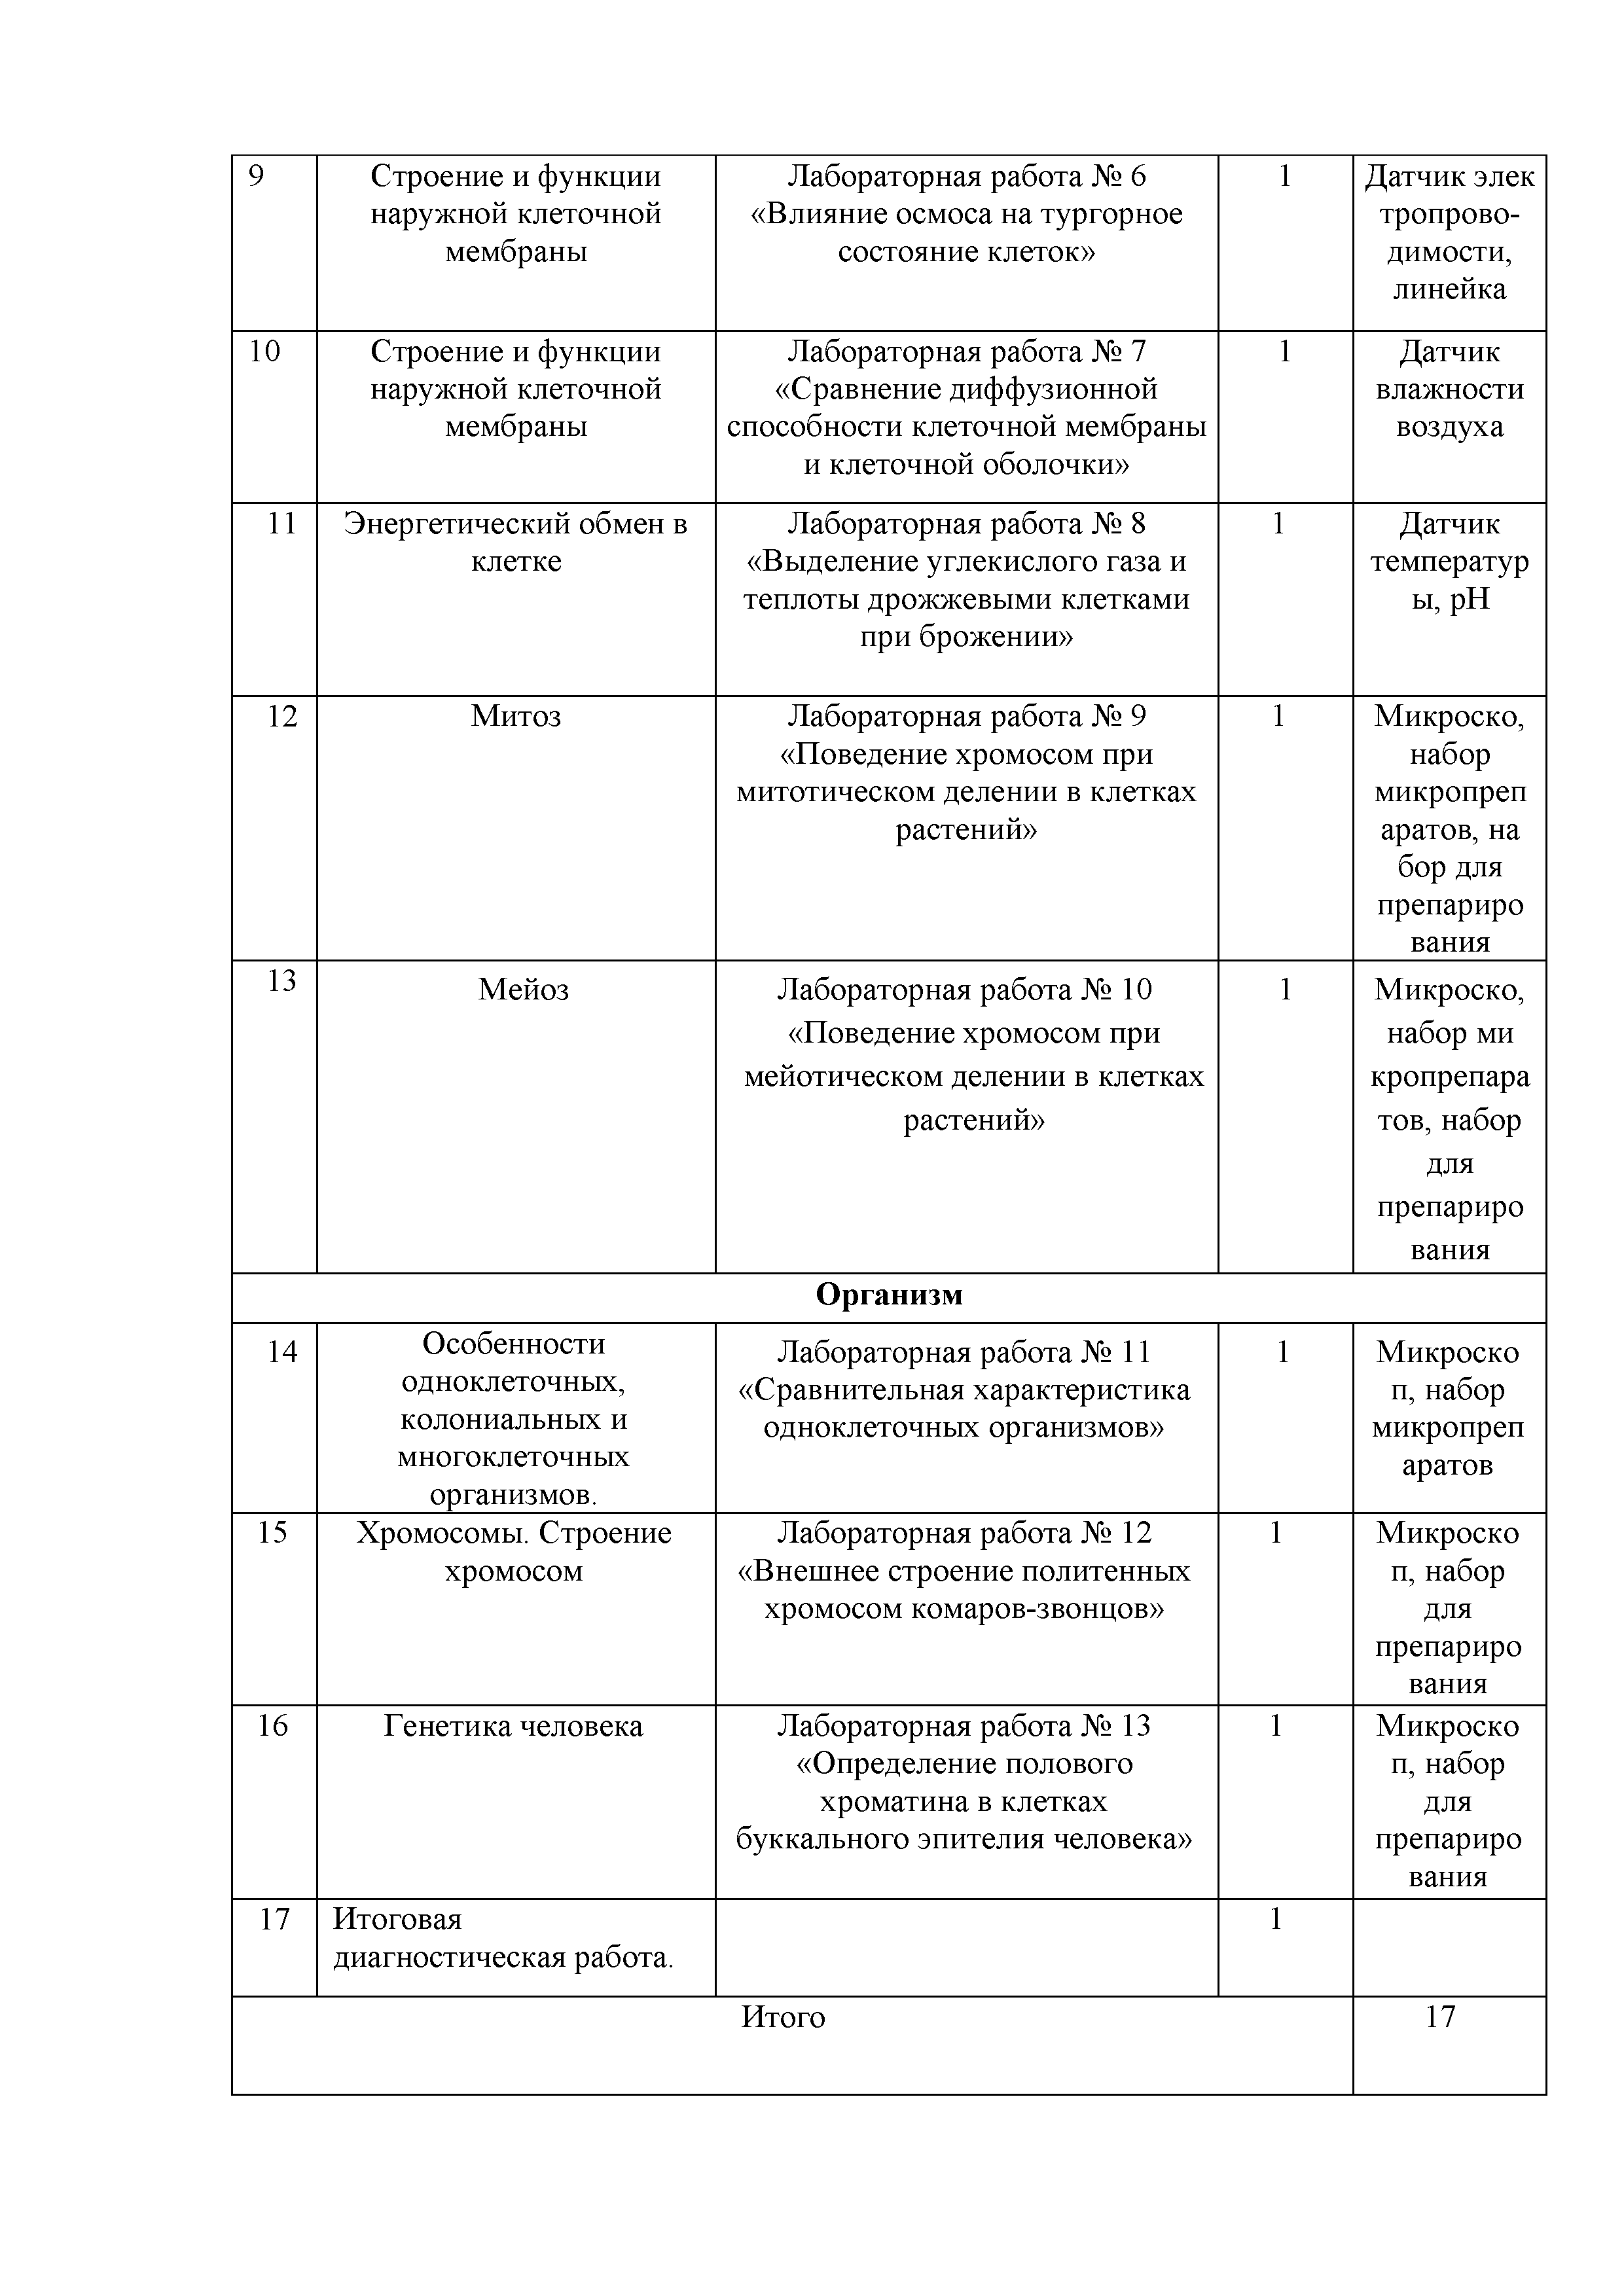 9
Строение и функции
наружной клеточной
мембраны
Лабораторная работа № 6
«Влияние осмоса на тургорное
состояние клеток»
1
Датчик элек
тропрово-
димости,
линейка
10
Строение и функции
наружной клеточной
мембраны
Лабораторная работа № 7
«Сравнение диффузионной
способности клеточной мембраны
и клеточной оболочки»
1
Датчик
влажности
воздуха
11
Энергетический обмен в
клетке
Лабораторная работа № 8
«Выделение углекислого газа и
теплоты дрожжевыми клетками
при брожении»
1
Датчик
температур
ы, рН
12
Митоз
Лабораторная работа № 9
«Поведение хромосом при
митотическом делении в клетках
растений»
1
Микроско,
набор
микропреп
аратов, на
бор для
препариро
вания
13
Мейоз
Лабораторная работа № 10
«Поведение хромосом при
мейотическом делении в клетках
растений»
1
Микроско,
набор ми
кропрепара
тов, набор
для
препариро
вания
Организм
14
Особенности
одноклеточных,
колониальных и
многоклеточных
организмов.
Лабораторная работа № 11
«Сравнительная характеристика
одноклеточных организмов»
1
Микроско
п, набор
микропреп
аратов
15
Хромосомы. Строение
хромосом
Лабораторная работа № 12
«Внешнее строение политенных
хромосом комаров-звонцов»
1
Микроско
п, набор
для
препариро
вания
16
Генетика человека
Лабораторная работа № 13
«Определение полового
хроматина в клетках
буккального эпителия человека»
1
Микроско
п, набор
для
препариро
вания
17
Итоговая
диагностическая работа.
1
Итого
17